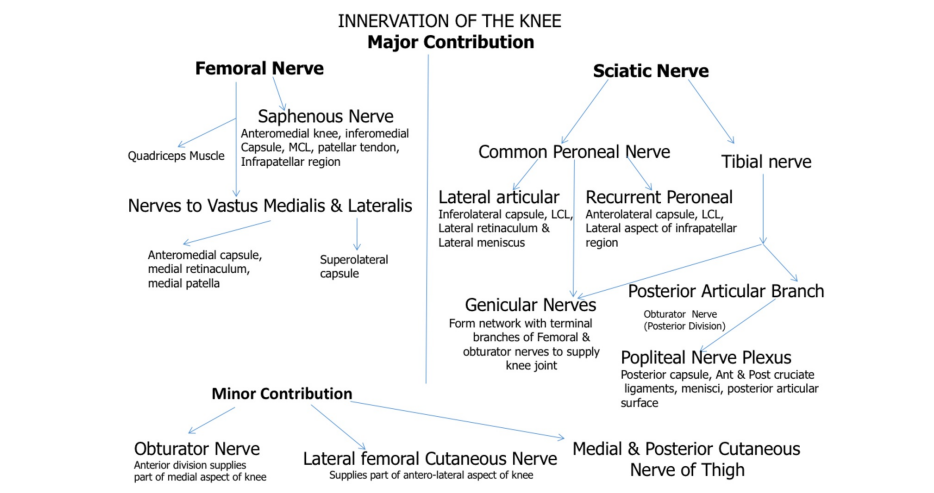 INNERVATION OF THE KNEE
Major Contribution
Femoral Nerve
Saphenous Nerve
Anteromedial knee, inferomedial
Capsule, MCL, patellar tendon,
Infrapatellar region
Quadriceps Muscle
Nerves to Vastus Medialis & Lateralis
Anteromedial capsule,
medial retinaculum,
medial patella
Superolateral
capsule
Sciatic Nerve
Common Peroneal Nerve
Tibial nerve
Lateral articular
Inferolateral capsule, LCL,
Lateral retinaculum &
Lateral meniscus
Recurrent Peroneal
Anterolateral capsule, LCL,
Lateral aspect of infrapatellar
region
Genicular Nerves
Form network with terminal
branches of Femoral &
obturator nerves to supply
knee joint
Posterior Articular Branch
Obturator Nerve
(Posterior Division)
Popliteal Nerve Plexus
Posterior capsule, Ant & Post cruciate
ligaments, menisci, posterior articular
surface
Minor Contribution
Obturator Nerve
Anterior division supplies
part of medial aspect of knee
Lateral femoral Cutaneous Nerve
Supplies part of antero-lateral aspect of knee
Medial & Posterior Cutaneous
Nerve of Thigh